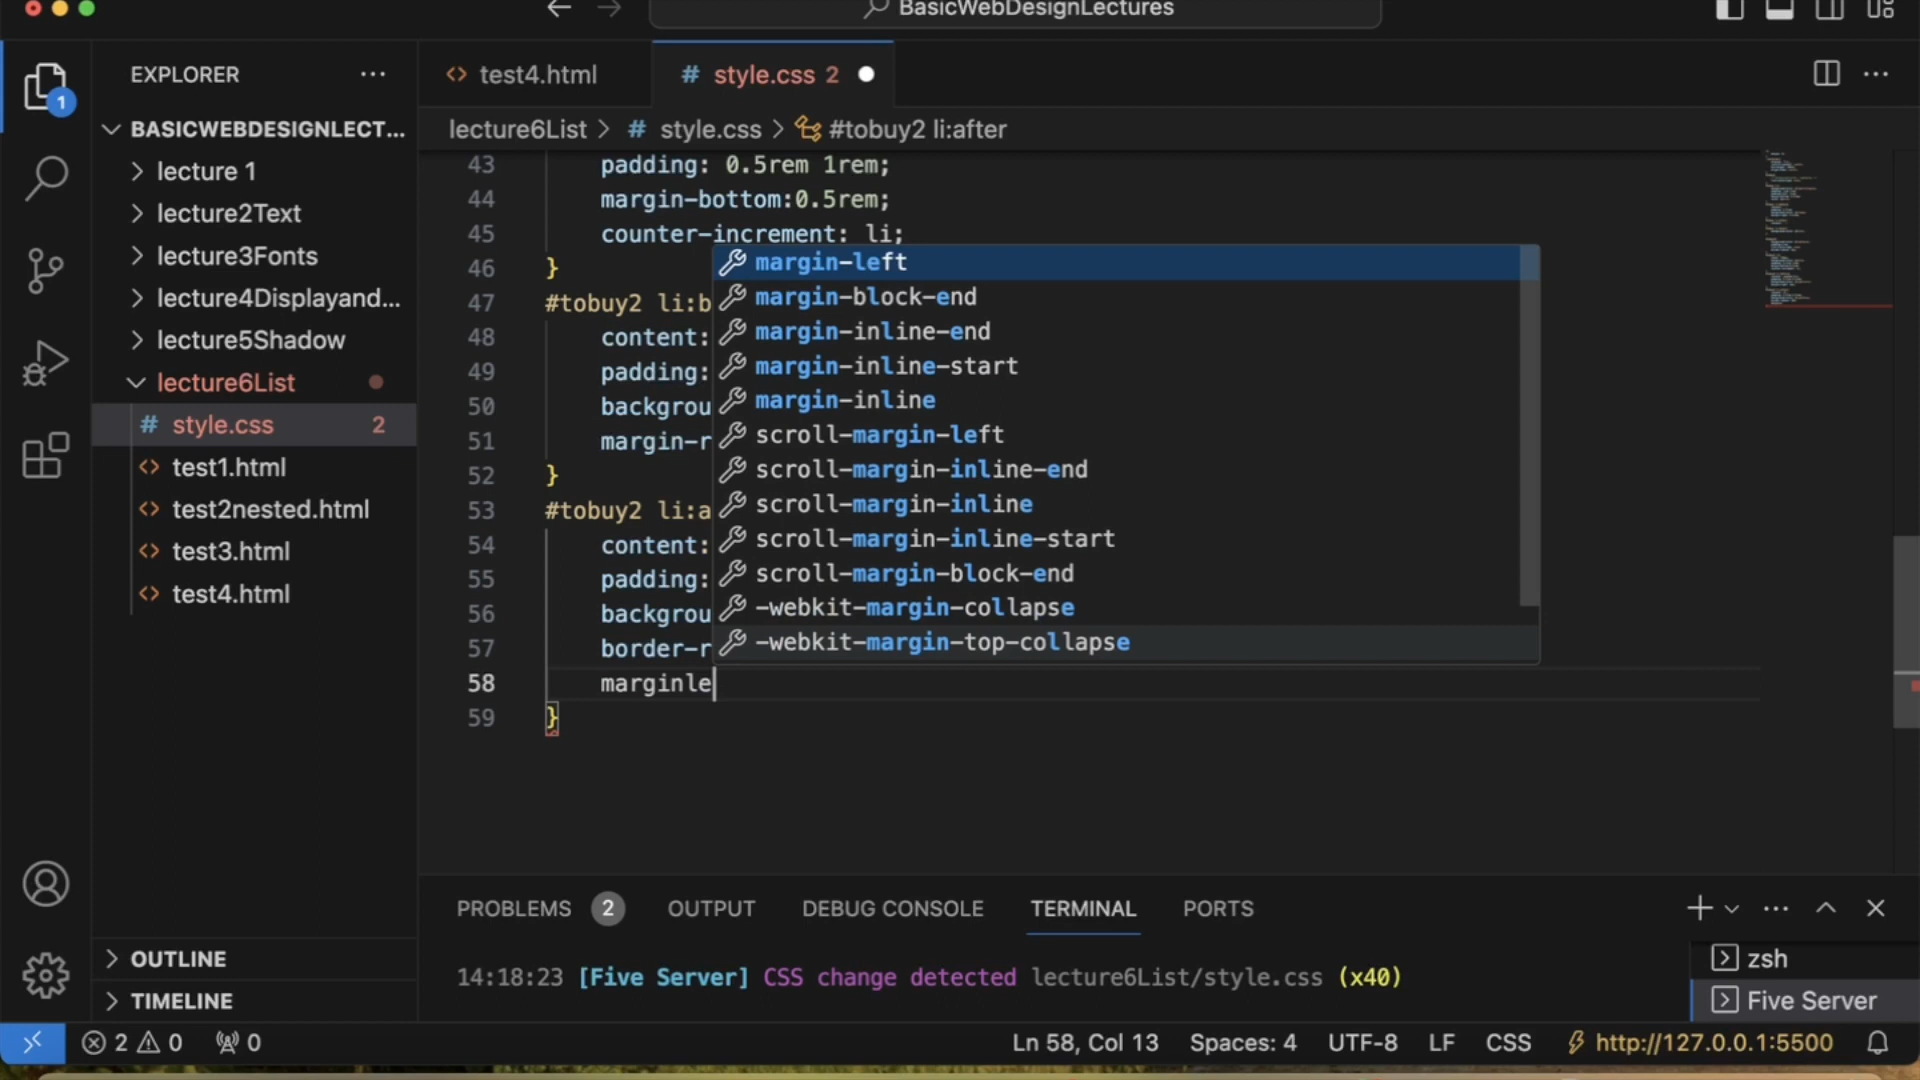 BasicWebDesignLectures
EXPLORER
test4.html
# style.css 2
1
BASICWEBDESIGNLECT...
lecture6List > # style.css > #tobuy2 li:after
lecture 1
lecture2Text
lecture3Fonts
lecture4Displayand...
lecture5Shadow
lecture6List
# style.css 2
test1.html
test2nested.html
test3.html
test4.html
43 padding: 0.5rem 1rem;
44 margin-bottom:0.5rem;
45 counter-increment: li;
46 }
47 #tobuy2 li:b
48 content:
49 padding:
50 backgrou
51 margin-r
52 }
53 #tobuy2 li:a
54 content:
55 padding:
56 backgrou
57 border-r
58 marginle
59 }
margin-left
margin-block-end
margin-inline-end
margin-inline-start
margin-inline
scroll-margin-left
scroll-margin-inline-end
scroll-margin-inline
scroll-margin-inline-start
scroll-margin-block-end
-webkit-margin-collapse
-webkit-margin-top-collapse
PROBLEMS 2 OUTPUT DEBUG CONSOLE TERMINAL PORTS
14:18:23 [Five Server] CSS change detected lecture6List/style.css (x40)
zsh
Five Server
OUTLINE
TIMELINE
2 0 0 Ln 58, Col 13 Spaces: 4 UTF-8 LF CSS http://127.0.0.1:5500